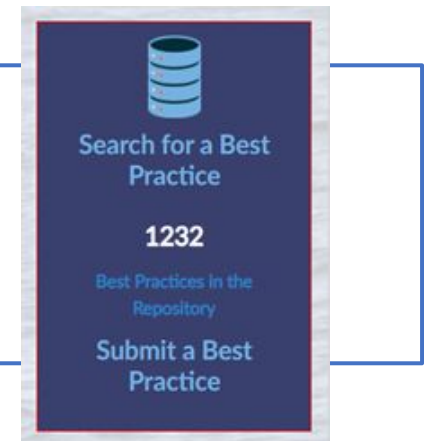 Search for a Best
Practice
1232
Best Practices in the
Repository
Submit a Best
Practice